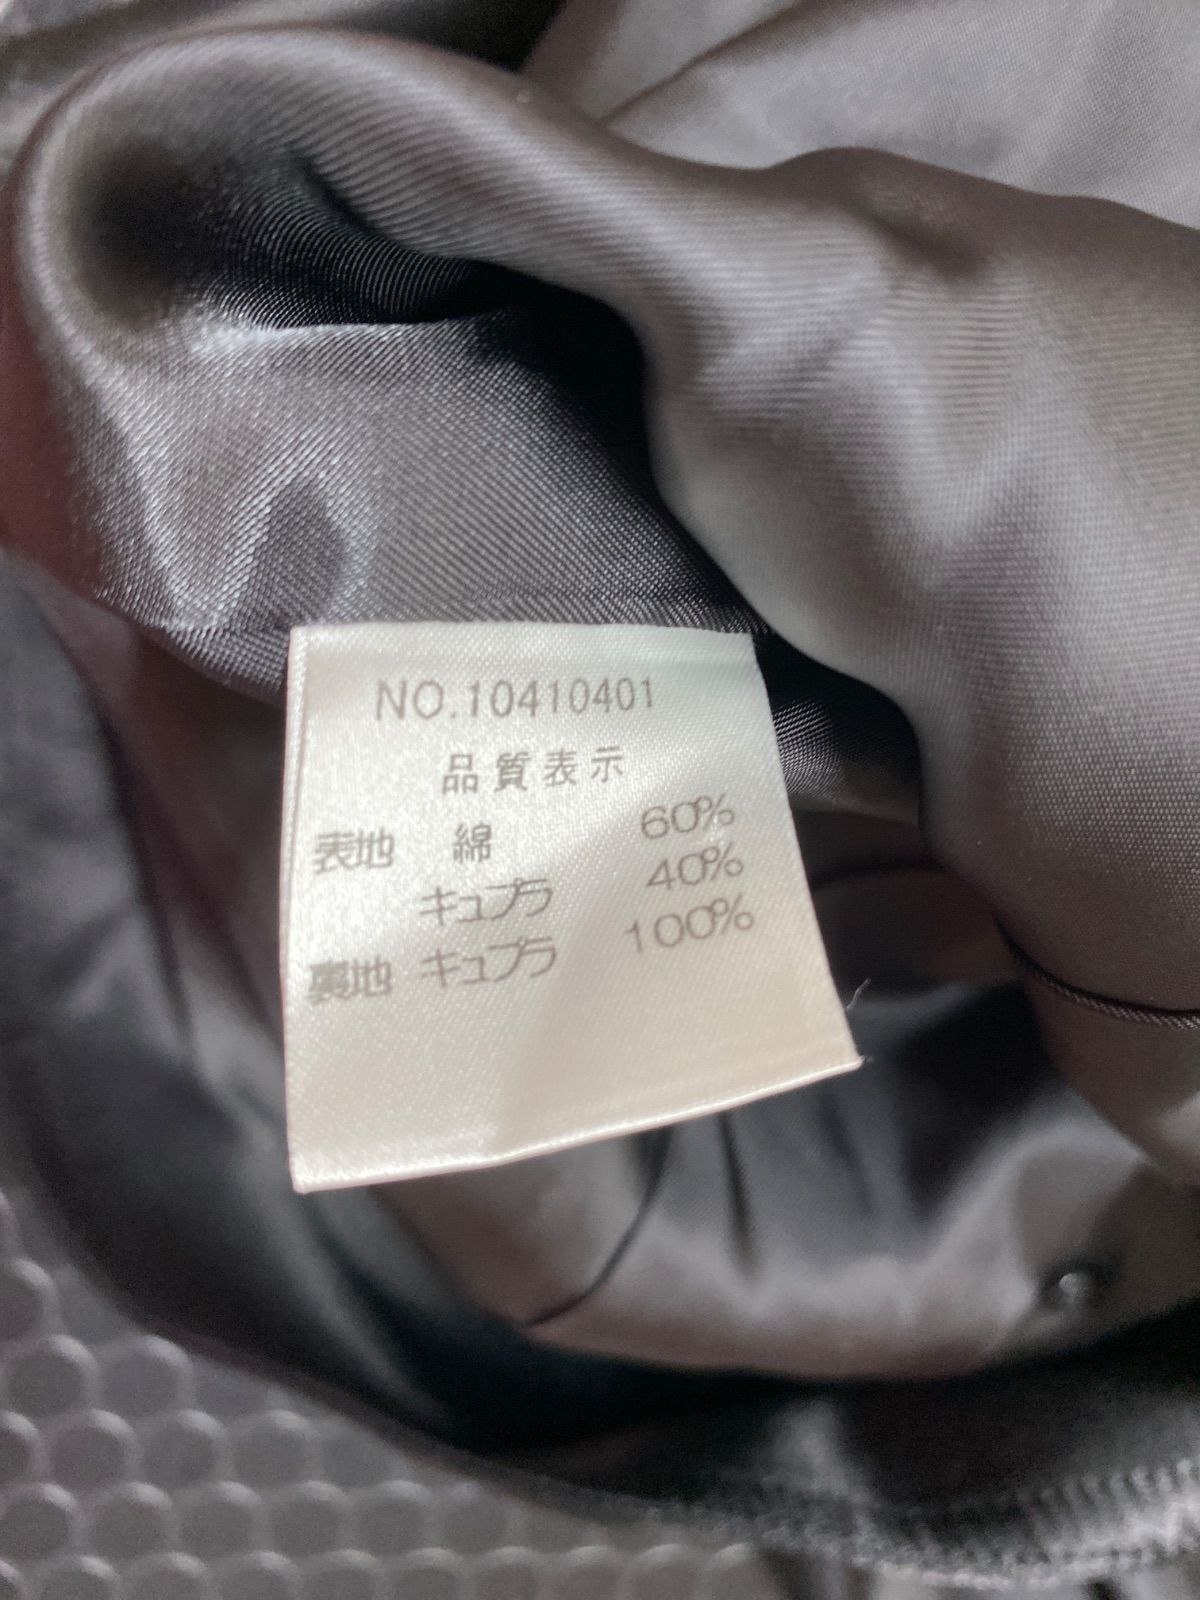 NO.10410401
品質表示
表地 綿 60%
キュプラ 40%
裏地 キュプラ 100%